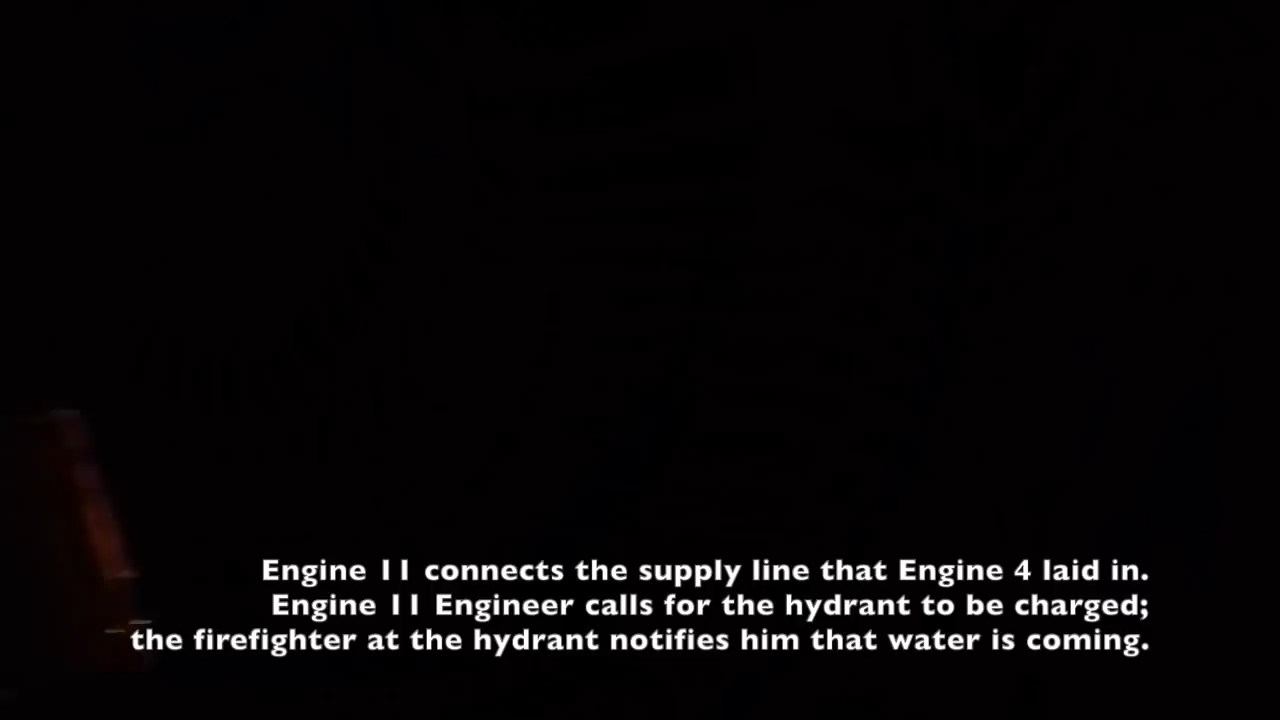 Engine 11 connects the supply line that Engine 4 laid in.
Engine 11 Engineer calls for the hydrant to be charged;
the firefighter at the hydrant notifies him that water is coming.